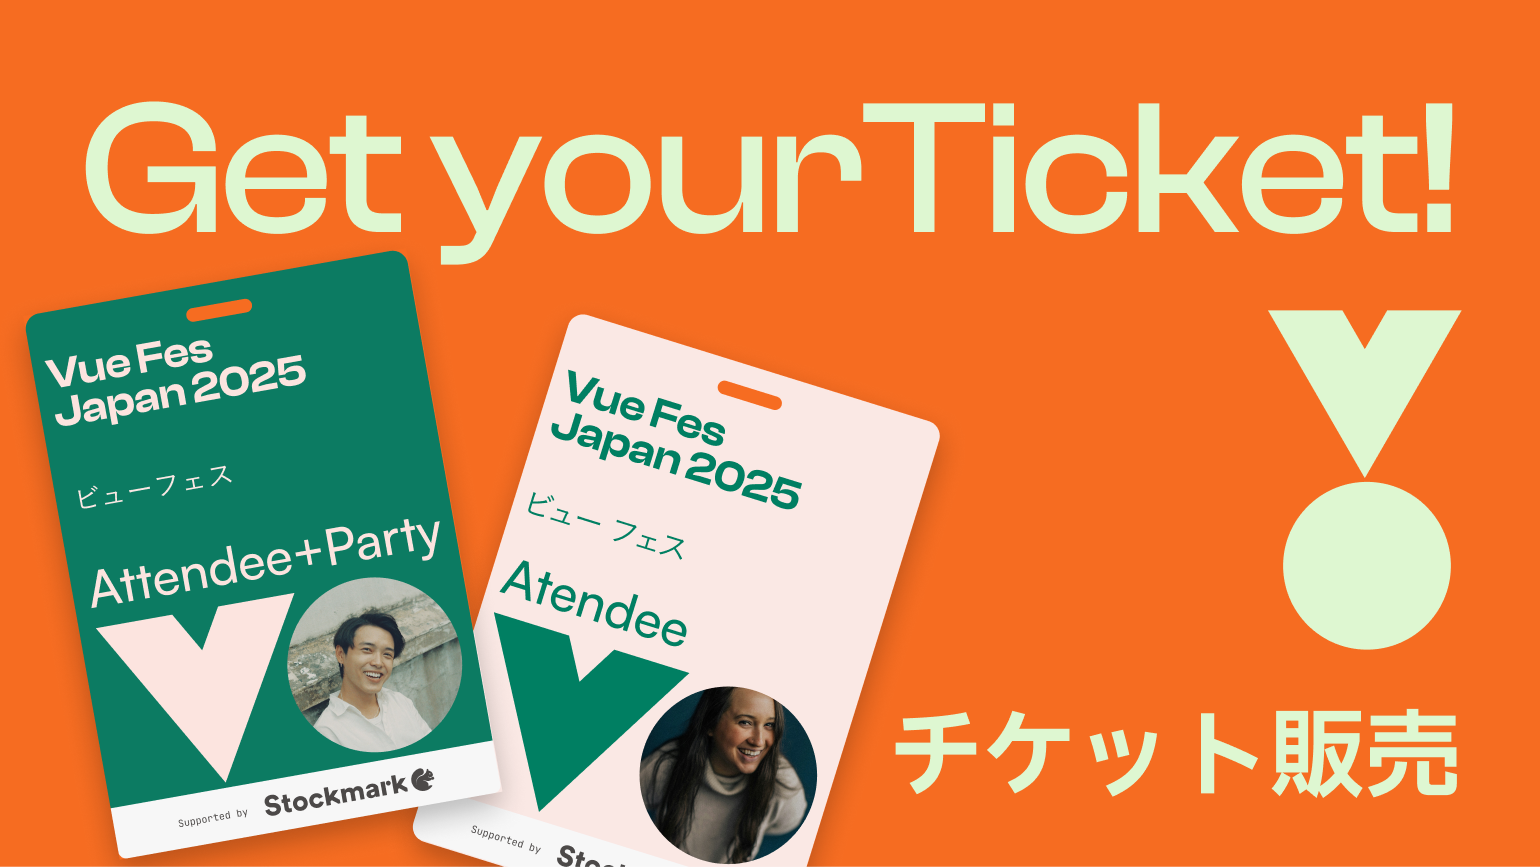 Get your Ticket!
Vue Fes
Japan 2025
ビューフェス
Attendee+Party
Supported by Stockmark
Vue Fes
Japan 2025
ビュー フェス
Atendee
Supported by Stock
チケット販売